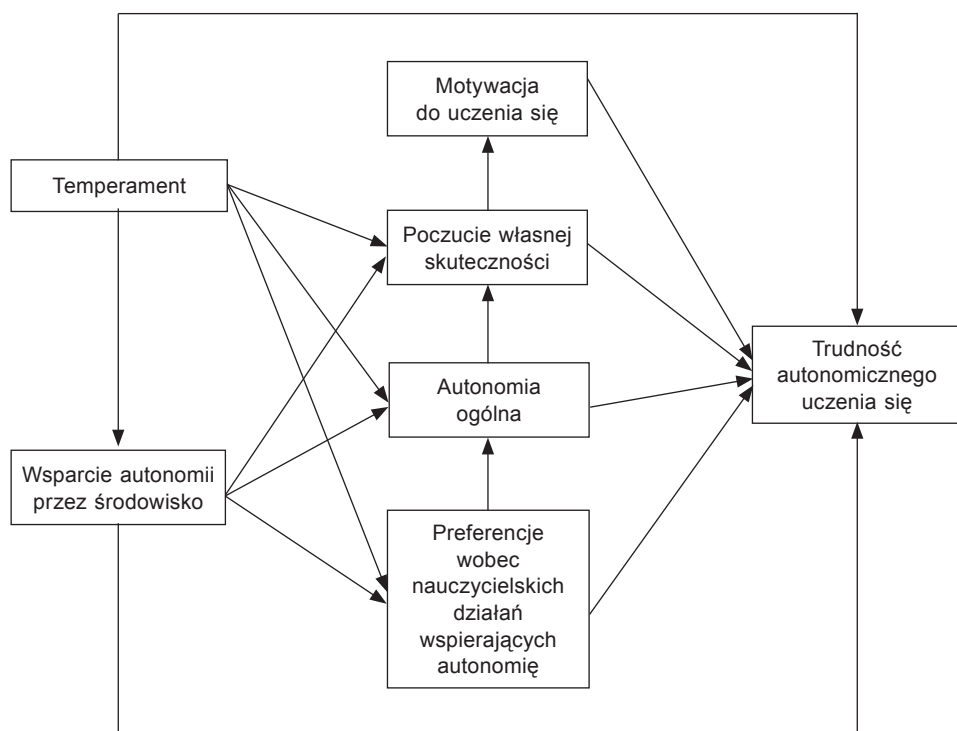 Motywacja
do uczenia się
Temperament
Poczucie własnej
skuteczności
Trudność
autonomicznego
uczenia się
Autonomia
ogólna
Wsparcie autonomii
przez środowisko
Preferencje
wobec
nauczycielskich
działań
wspierających
autonomię